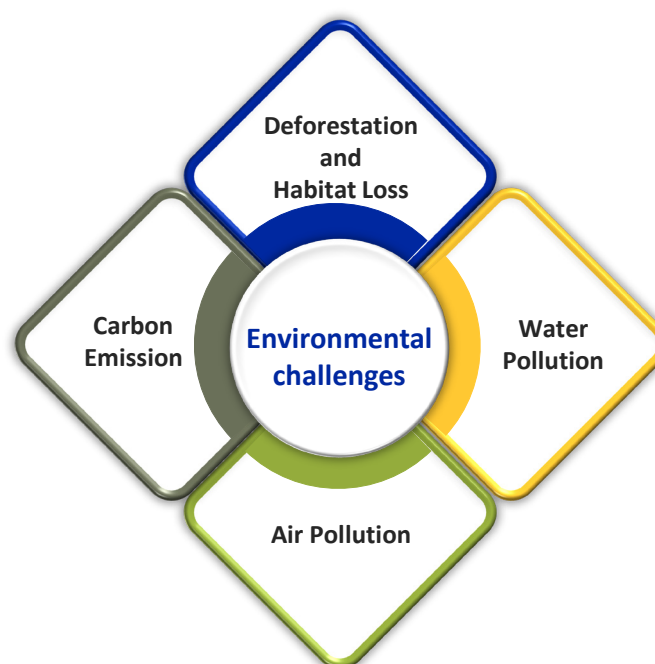 Deforestation
and
Habitat Loss
Carbon
Emission
Environmental
challenges
Water
Pollution
Air Pollution